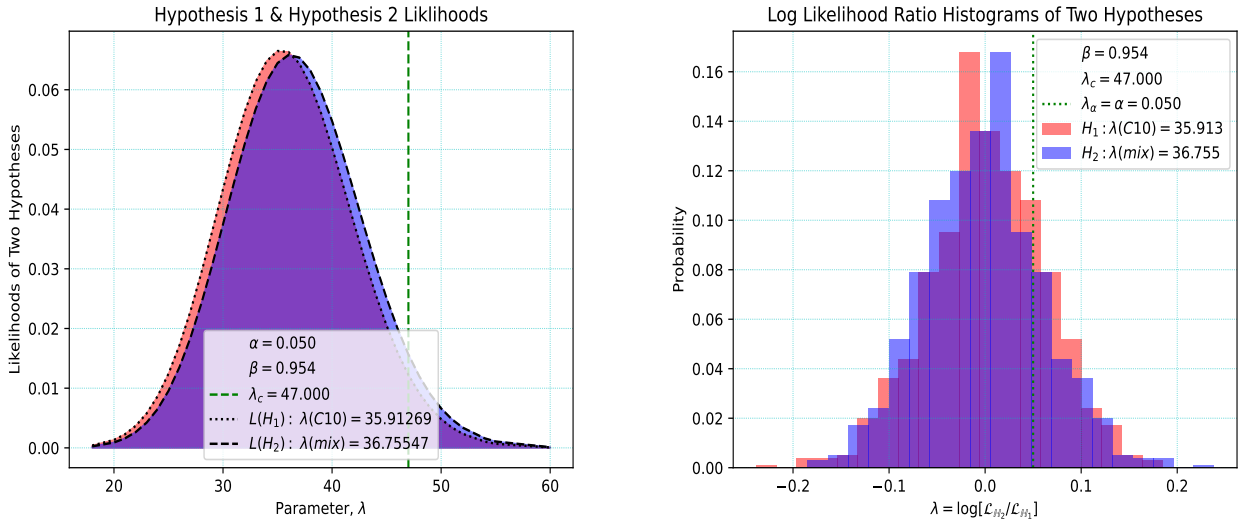 Hypothesis 1 & Hypothesis 2 Liklihoods
Likelihoods of Two Hypotheses
0.06
0.05
0.04
0.03
0.02
0.01
0.00
α = 0.050
β = 0.954
λc = 47.000
L(H1) : λ(C10) = 35.91269
L(H2) : λ(mix) = 36.75547
20 30 40 50 60
Parameter, λ
Log Likelihood Ratio Histograms of Two Hypotheses
Probability
0.16
0.14
0.12
0.10
0.08
0.06
0.04
0.02
0.00
β = 0.954
λc = 47.000
λα = α = 0.050
H1 : λ(C10) = 35.913
H2 : λ(mix) = 36.755
−0.2 −0.1 0.0 0.1 0.2
λ = log[ℒℍ2/ℒℍ1]